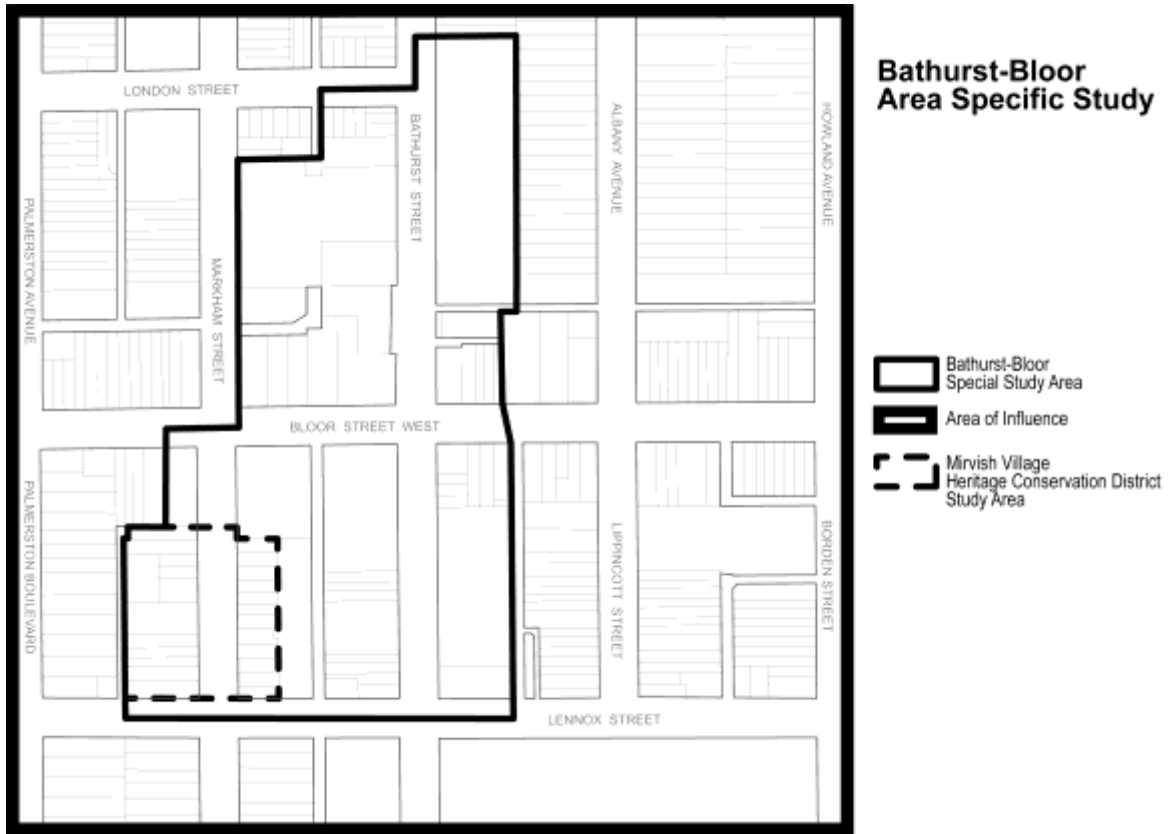 Bathurst-Bloor
Area Specific Study
LONDON STREET
BATHURST STREET
ALBANY AVENUE
HOWLAND AVENUE
PALMERSTON AVENUE
MARKHAM STREET
BLOOR STREET WEST
PALMERSTON BOULEVARD
LIPPINCOTT STREET
BORDEN STREET
LENNOX STREET
Bathurst-Bloor
Special Study Area
Area of Influence
Mirvish Village
Heritage Conservation District
Study Area